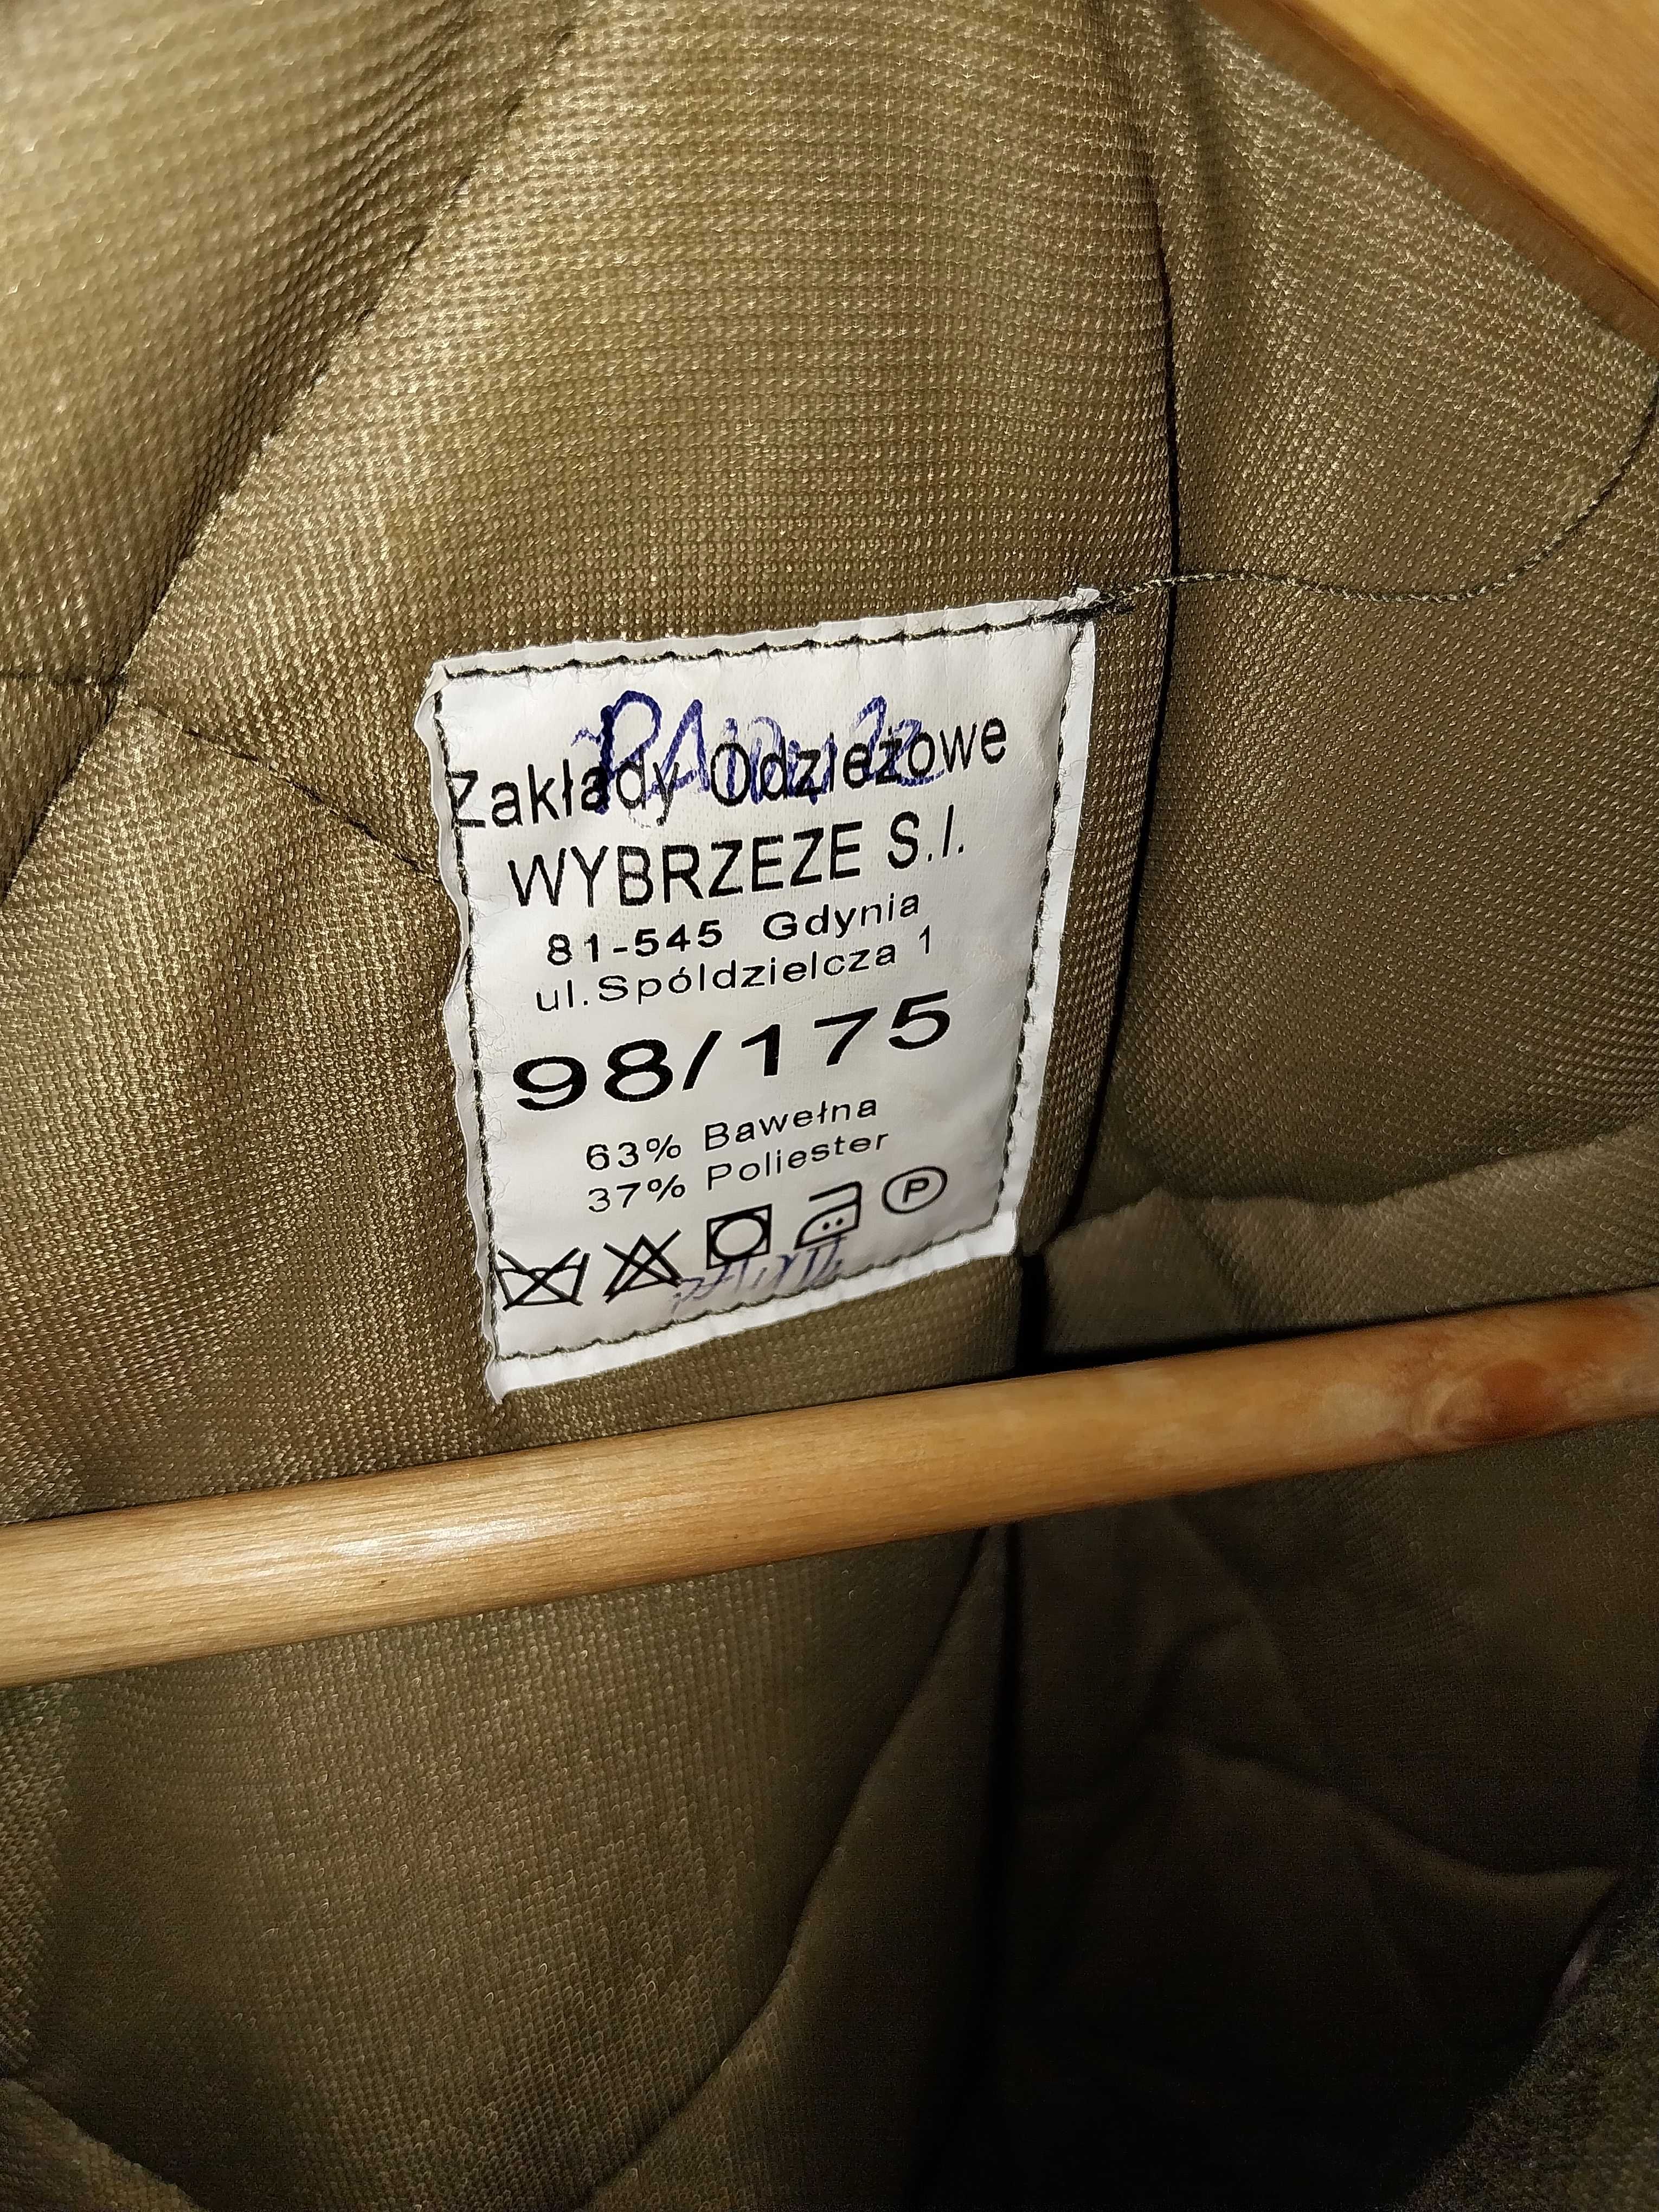 Zakłady Odzieżowe
WYBRZEZE S.I.
81-545 Gdynia
ul.Spóldzielcza 1
98/175
63% Bawełna
37% Poliester
P